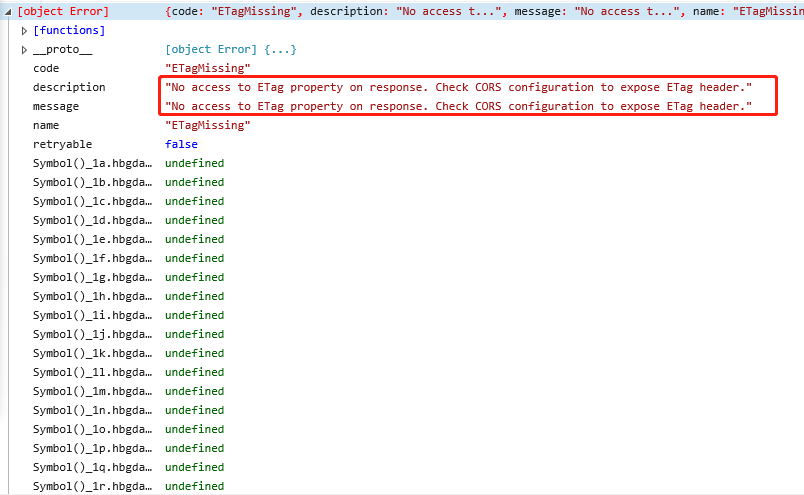 [object Error] {code: "ETagMissing", description: "No access t...", message: "No access t...", name: "ETagMissin
[functions]
__proto__ [object Error] {...}
code "ETagMissing"
description "No access to ETag property on response. Check CORS configuration to expose ETag header."
message "No access to ETag property on response. Check CORS configuration to expose ETag header."
name "ETagMissing"
retryable false
Symbol()_1a.hbgda... undefined
Symbol()_1b.hbgda... undefined
Symbol()_1c.hbgda... undefined
Symbol()_1d.hbgda... undefined
Symbol()_1e.hbgda... undefined
Symbol()_1f.hbgda... undefined
Symbol()_1g.hbgda... undefined
Symbol()_1h.hbgda... undefined
Symbol()_1i.hbgda... undefined
Symbol()_1j.hbgda... undefined
Symbol()_1k.hbgda... undefined
Symbol()_1l.hbgda... undefined
Symbol()_1m.hbgda... undefined
Symbol()_1n.hbgda... undefined
Symbol()_1o.hbgda... undefined
Symbol()_1p.hbgda... undefined
Symbol()_1q.hbgda... undefined
Symbol()_1r.hbgda... undefined